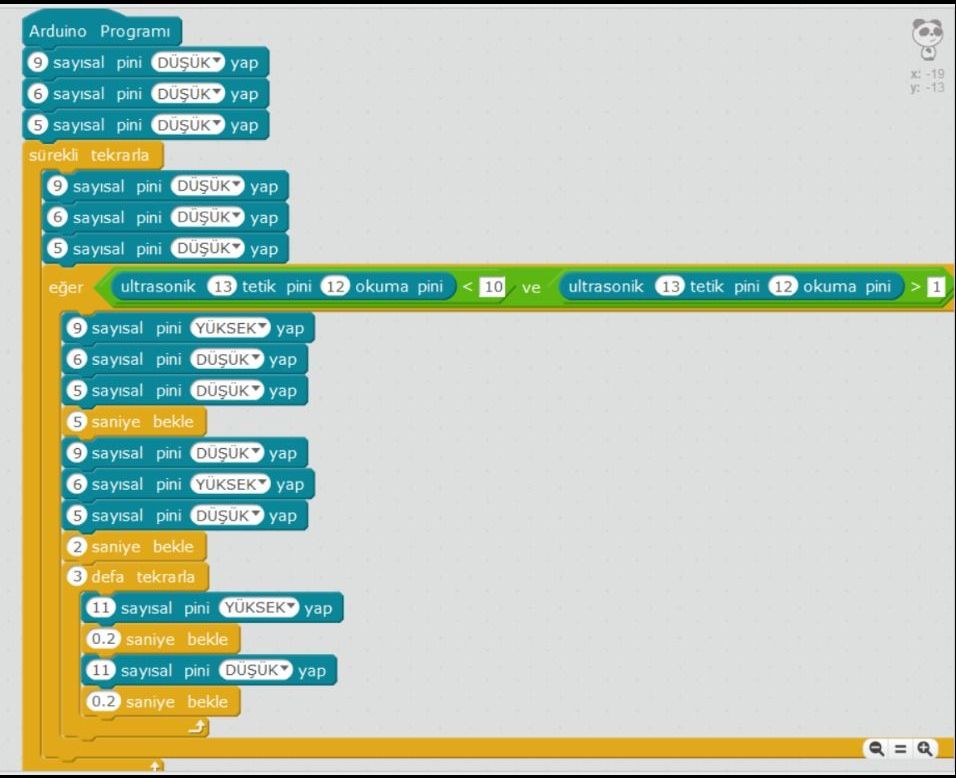 Arduino Programı
9 sayısal pini DÜŞÜK yap
6 sayısal pini DÜŞÜK yap
5 sayısal pini DÜŞÜK yap
sürekli tekrarla
9 sayısal pini DÜŞÜK yap
6 sayısal pini DÜŞÜK yap
5 sayısal pini DÜŞÜK yap
eğer ultrasonik 13 tetik pini 12 okuma pini < 10 ve ultrasonik 13 tetik pini 12 okuma pini > 1
9 sayısal pini YÜKSEK yap
6 sayısal pini DÜŞÜK yap
5 sayısal pini DÜŞÜK yap
5 saniye bekle
9 sayısal pini DÜŞÜK yap
6 sayısal pini YÜKSEK yap
5 sayısal pini DÜŞÜK yap
2 saniye bekle
3 defa tekrarla
11 sayısal pini YÜKSEK yap
0.2 saniye bekle
11 sayısal pini DÜŞÜK yap
0.2 saniye bekle
x: -19
y: -13